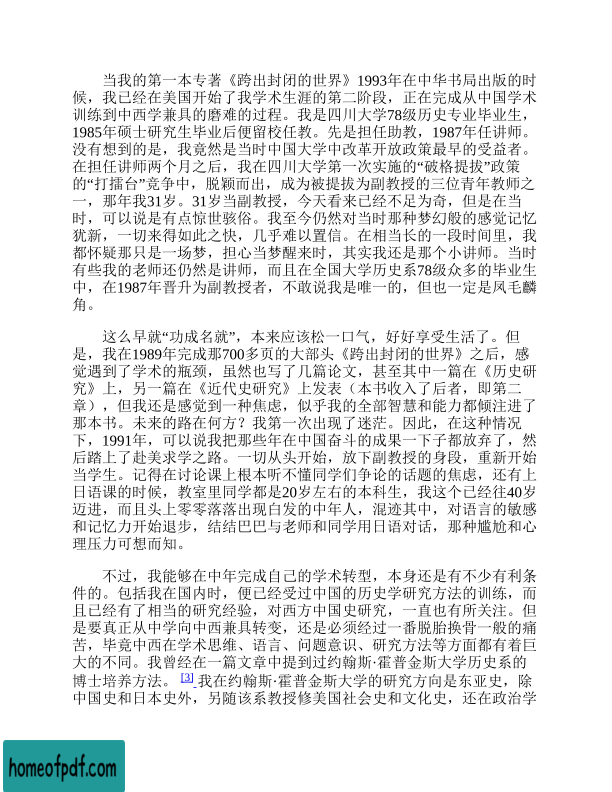 当我的第一本专著《跨出封闭的世界》1993年在中华书局出版的时
候，我已经在美国开始了我学术生涯的第二阶段，正在完成从中国学术
训练到中西学兼具的磨难的过程。我是四川大学78级历史专业毕业生，
1985年硕士研究生毕业后便留校任教。先是担任助教，1987年任讲师。
没有想到的是，我竟然是当时中国大学中改革开放政策最早的受益者。
在担任讲师两个月之后，我在四川大学第一次实施的“破格提拔”政策
的“打擂台”竞争中，脱颖而出，成为被提拔为副教授的三位青年教师之
一，那年我31岁。31岁当副教授，今天看来已经不足为奇，但是在当
时，可以说是有点惊世骇俗。我至今仍然对当时那种梦幻般的感觉记忆
犹新，一切来得如此之快，几乎难以置信。在相当长的一段时间里，我
都怀疑那只是一场梦，担心当梦醒来时，其实我还是那个小讲师。当时
有些我的老师还仍然是讲师，而且在全国大学历史系78级众多的毕业生
中，在1987年晋升为副教授者，不敢说我是唯一的，但也一定是凤毛麟
角。
这么早就“功成名就”，本来应该松一口气，好好享受生活了。但
是，我在1989年完成那700多页的大部头《跨出封闭的世界》之后，感
觉遇到了学术的瓶颈，虽然也写了几篇论文，甚至其中一篇在《历史研
究》上，另一篇在《近代史研究》上发表（本书收入了后者，即第二
章），但我还是感觉到一种焦虑，似乎我的全部智慧和能力都倾注进了
那本书。未来的路在何方？我第一次出现了迷茫。因此，在这种情况
下，1991年，可以说我把那些年在中国奋斗的成果一下子都放弃了，然
后踏上了赴美求学之路。一切从头开始，放下副教授的身段，重新开始
当学生。记得在讨论课上根本听不懂同学们争论的话题的焦虑，还有上
日语课的时候，教室里同学都是20岁左右的本科生，我这个已经往40岁
迈进，而且头上零零落落出现白发的中年人，混迹其中，对语言的敏感
和记忆力开始退步，结结巴巴与老师和同学用日语对话，那种尴尬和心
理压力可想而知。
不过，我能够在中年完成自己的学术转型，本身还是有不少有利条
件的。包括我在国内时，便已经受过中国的历史学研究方法的训练，而
且已经有了相当的研究经验，对西方中国史研究，一直也有所关注。但
是要真正从中学向中西兼具转变，还是必须经过一番脱胎换骨一般的痛
苦，毕竟中西在学术思维、语言、问题意识、研究方法等方面都有着巨
大的不同。我曾经在一篇文章中提到过约翰斯·霍普金斯大学历史系的
博士培养方法。 [3] 我在约翰斯·霍普金斯大学的研究方向是东亚史，除
中国史和日本史外，另随该系教授修美国社会史和文化史，还在政治学
homeofpdf.com